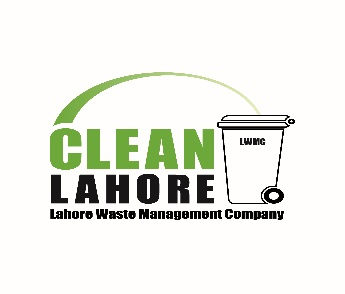 CLEAN
LAHORE
LWMC
Lahore Waste Management Company